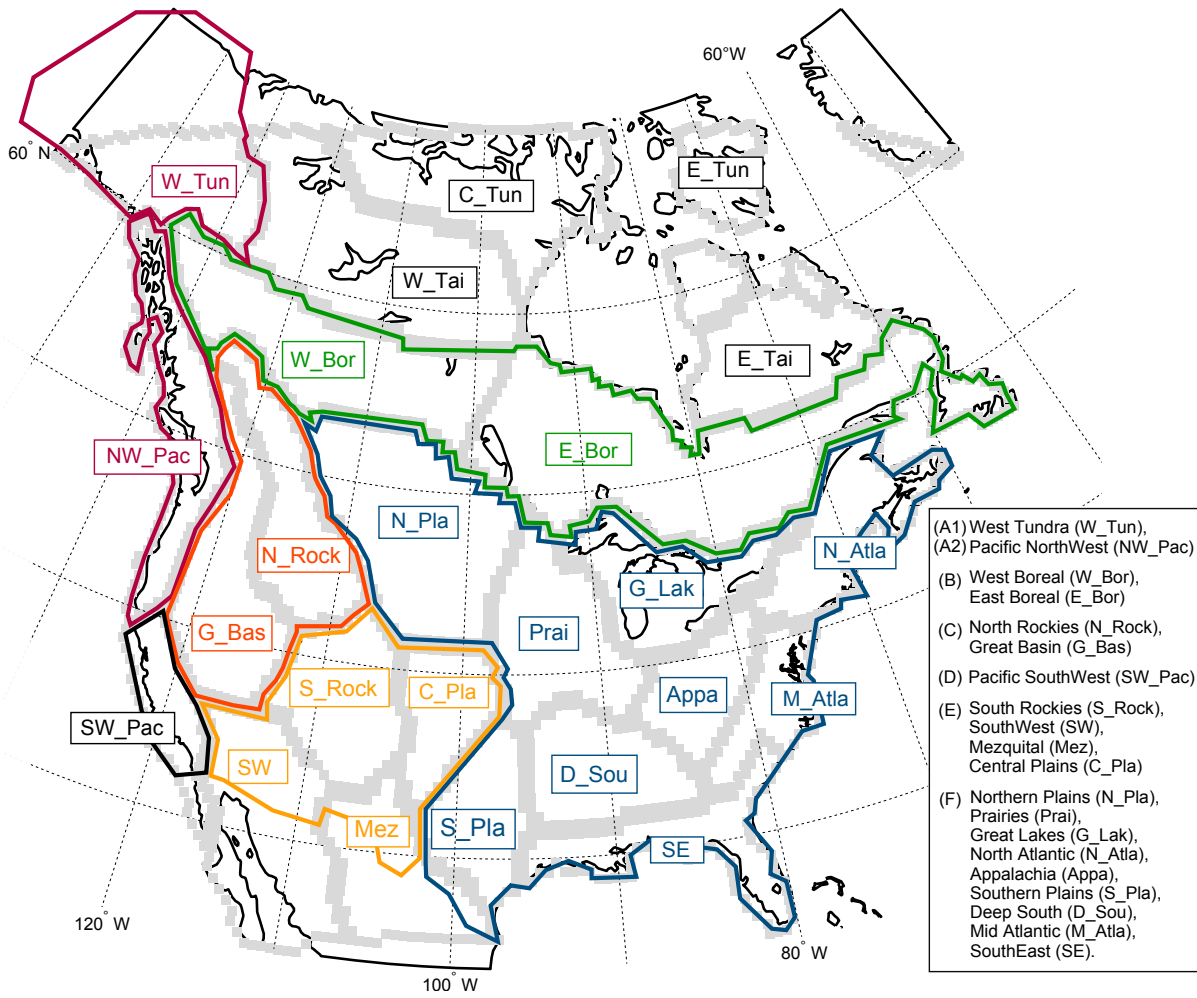 60°W
60° N
W_Tun
E_Tun
C_Tun
W_Tai
W_Bor
E_Tai
NW_Pac
E_Bor
N_Pla
N_Rock
N_Atla
G_Lak
G_Bas
Prai
S_Rock
C_Pla
Appa
M_Atla
SW_Pac
SW
D_Sou
Mez
S_Pla
SE
120° W
100° W
80° W
(A1) West Tundra (W_Tun),
(A2) Pacific NorthWest (NW_Pac)
(B) West Boreal (W_Bor),
East Boreal (E_Bor)
(C) North Rockies (N_Rock),
Great Basin (G_Bas)
(D) Pacific SouthWest (SW_Pac)
(E) South Rockies (S_Rock),
SouthWest (SW),
Mezquital (Mez),
Central Plains (C_Pla)
(F) Northern Plains (N_Pla),
Prairies (Prai),
Great Lakes (G_Lak),
North Atlantic (N_Atla),
Appalachia (Appa),
Southern Plains (S_Pla),
Deep South (D_Sou),
Mid Atlantic (M_Atla),
SouthEast (SE).